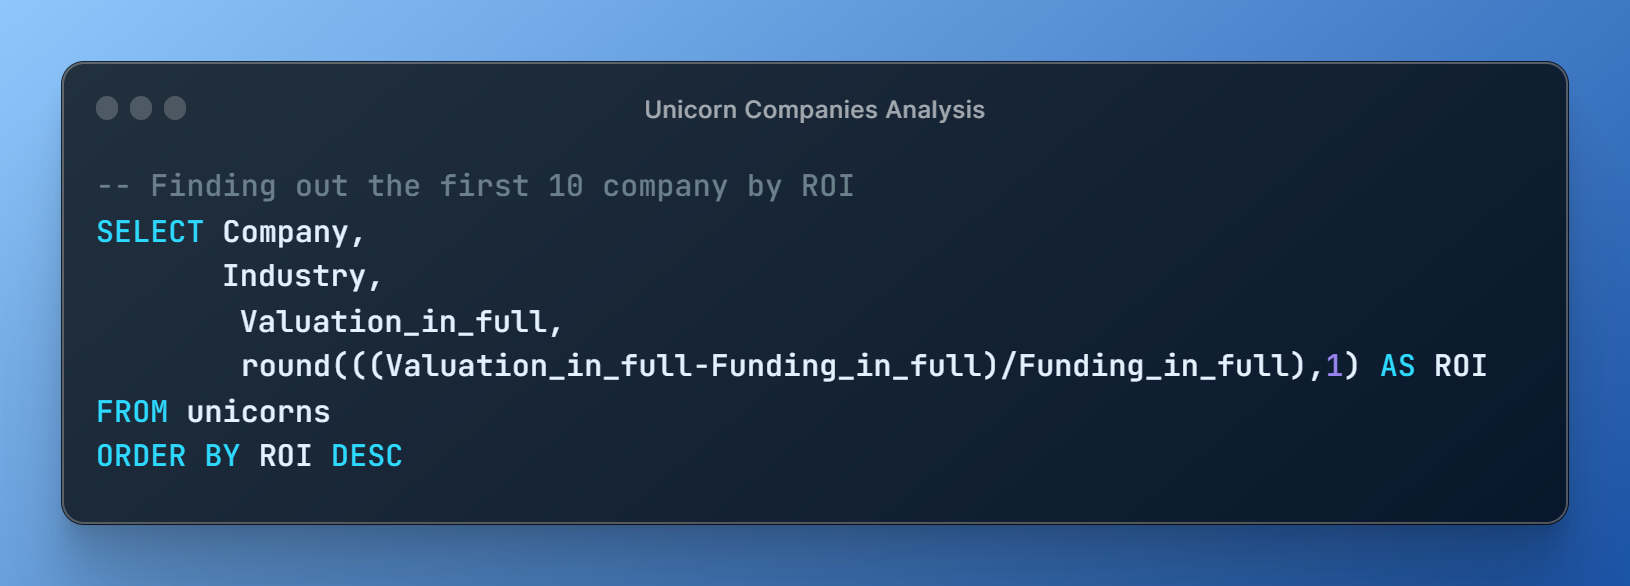 Unicorn Companies Analysis
-- Finding out the first 10 company by ROI
SELECT Company,
       Industry,
        Valuation_in_full,
        round(((Valuation_in_full-Funding_in_full)/Funding_in_full),1) AS ROI
FROM unicorns
ORDER BY ROI DESC